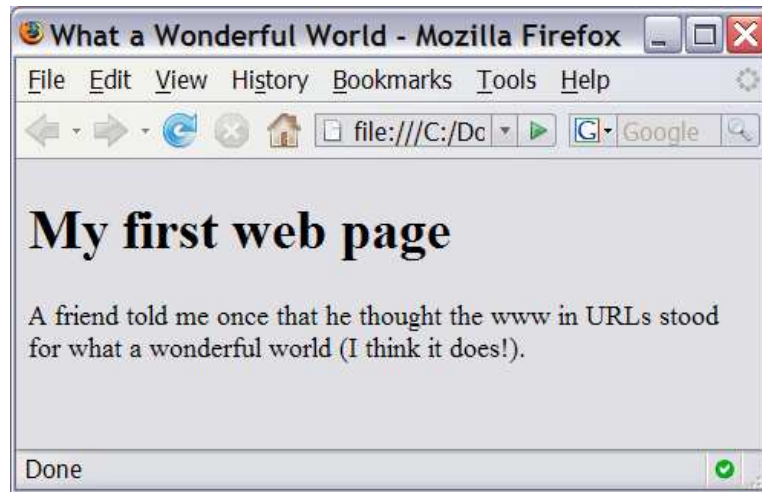 What a Wonderful World - Mozilla Firefox
File Edit View History Bookmarks Tools Help
file:///C:/Do G Google
My first web page
A friend told me once that he thought the www in URLs stood
for what a wonderful world (I think it does!).
Done